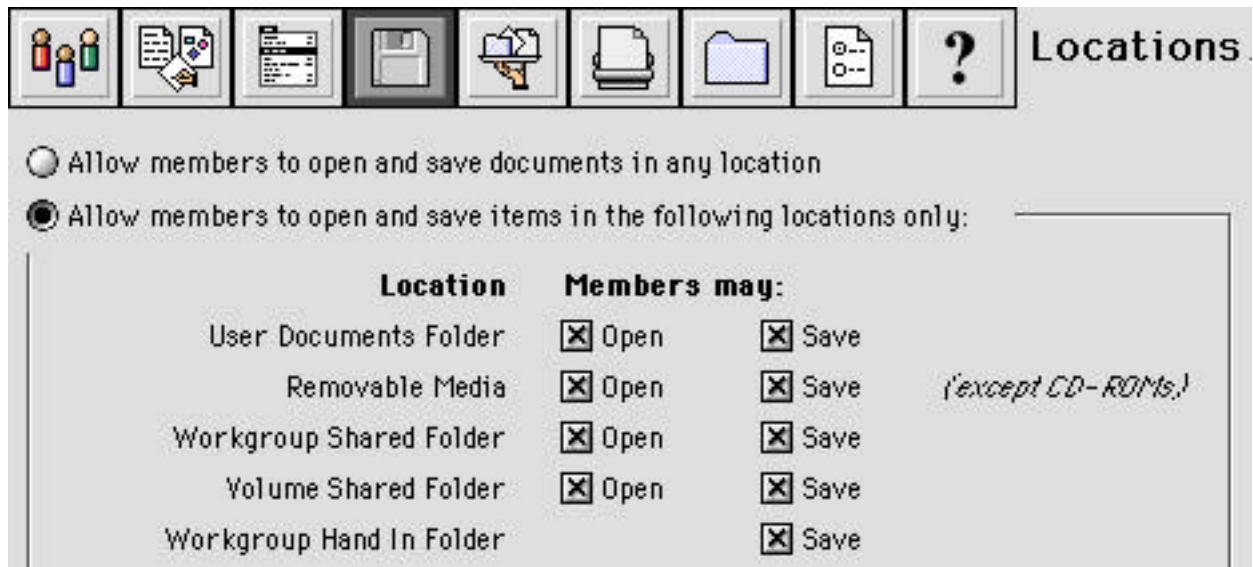 ? Locations
Allow members to open and save documents in any location
Allow members to open and save items in the following locations only:
Location Members may:
User Documents Folder Open Save
Removable Media Open Save (except CD-ROMs)
Workgroup Shared Folder Open Save
Volume Shared Folder Open Save
Workgroup Hand In Folder Save